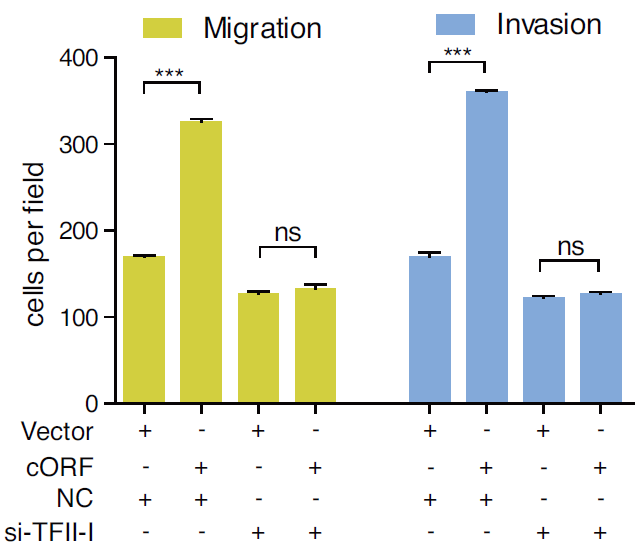 Migration Invasion
400
300
200
100
0
cells per field
*** ns *** ns
Vector + - + - + - + -
cORF - + - + - + - +
NC + + - - + + - -
si-TFII-I - - + + - - + +